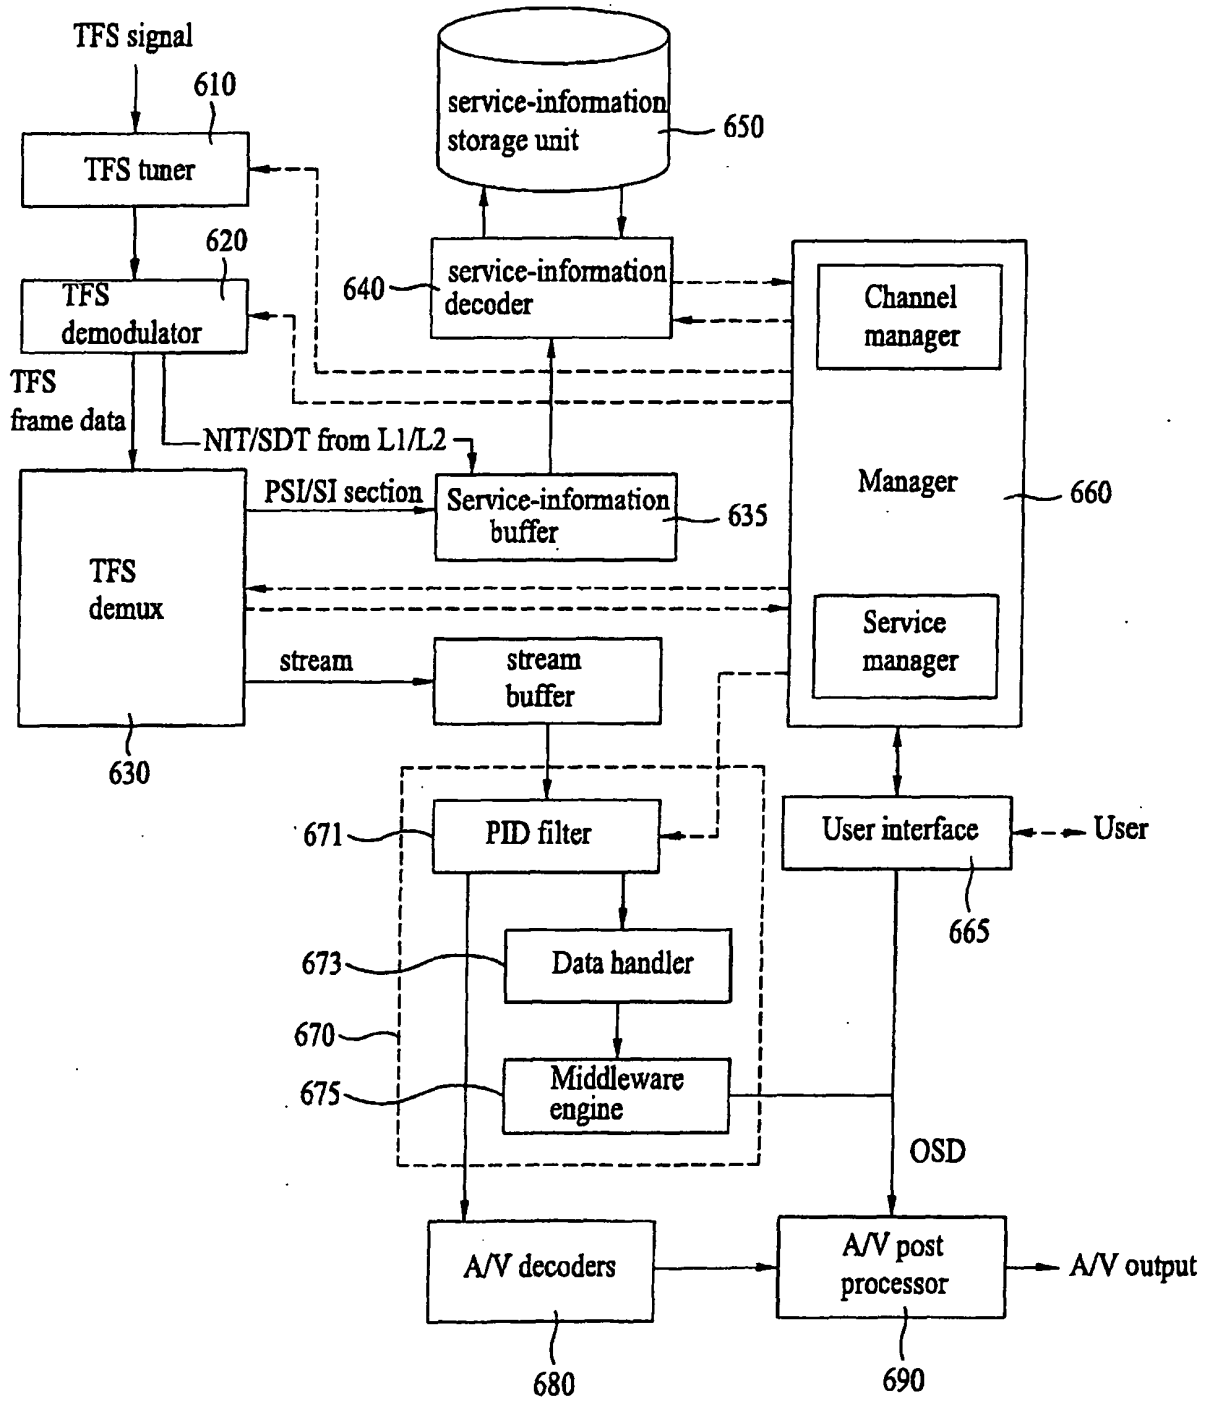 TFS signal
610
TFS tuner
620
TFS
demodulator
TFS
frame data
NIT/SDT from L1/L2
service-information
storage unit
650
640
service-information
decoder
Channel
manager
Manager
660
PSI/SI section
Service-information
buffer
635
TFS
demux
630
stream
stream
buffer
Service
manager
671
PID filter
User interface
User
665
673
Data handler
670
675
Middleware
engine
OSD
A/V decoders
680
A/V post
processor
690
A/V output